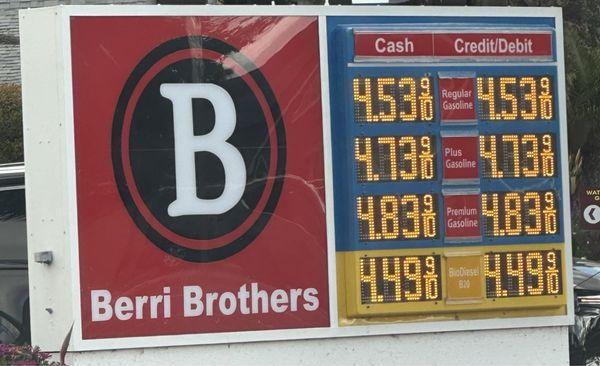 B
Berri Brothers
Cash Credit/Debit
4.53 9/10 Regular Gasoline 4.53 9/10
4.73 9/10 Plus Gasoline 4.73 9/10
4.83 9/10 Premium Gasoline 4.83 9/10
4.49 9/10 BioDiesel B20 4.49 9/10